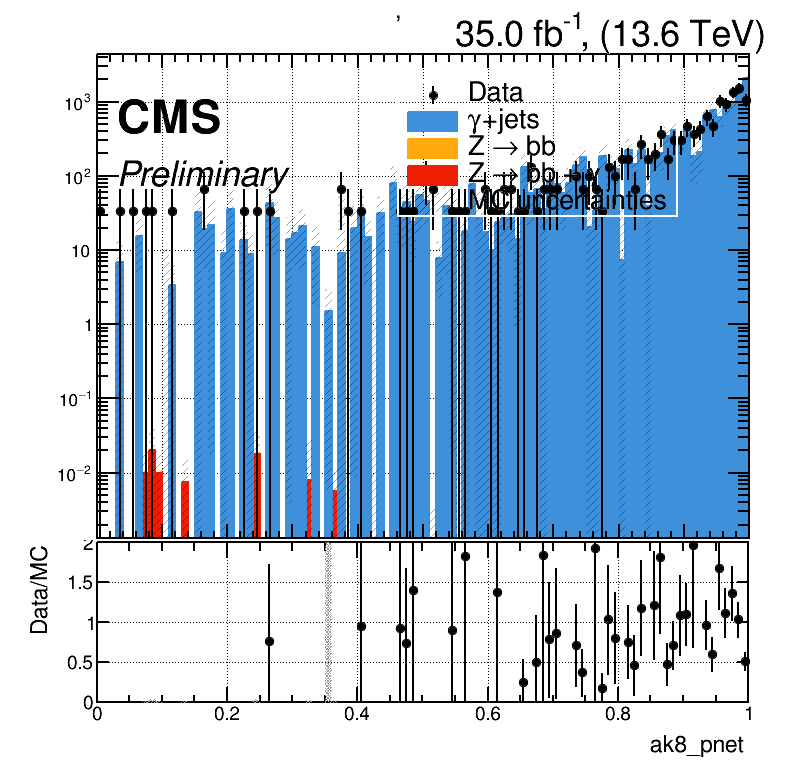 ,
35.0 fb⁻¹, (13.6 TeV)
CMS
Preliminary
Data
γ+jets
Z → bb
Z → bb + γ
MC uncertainties
10³
10²
10
1
10⁻¹
10⁻²
Data/MC
2
1.5
1
0.5
0
0 0.2 0.4 0.6 0.8 1
ak8_pnet